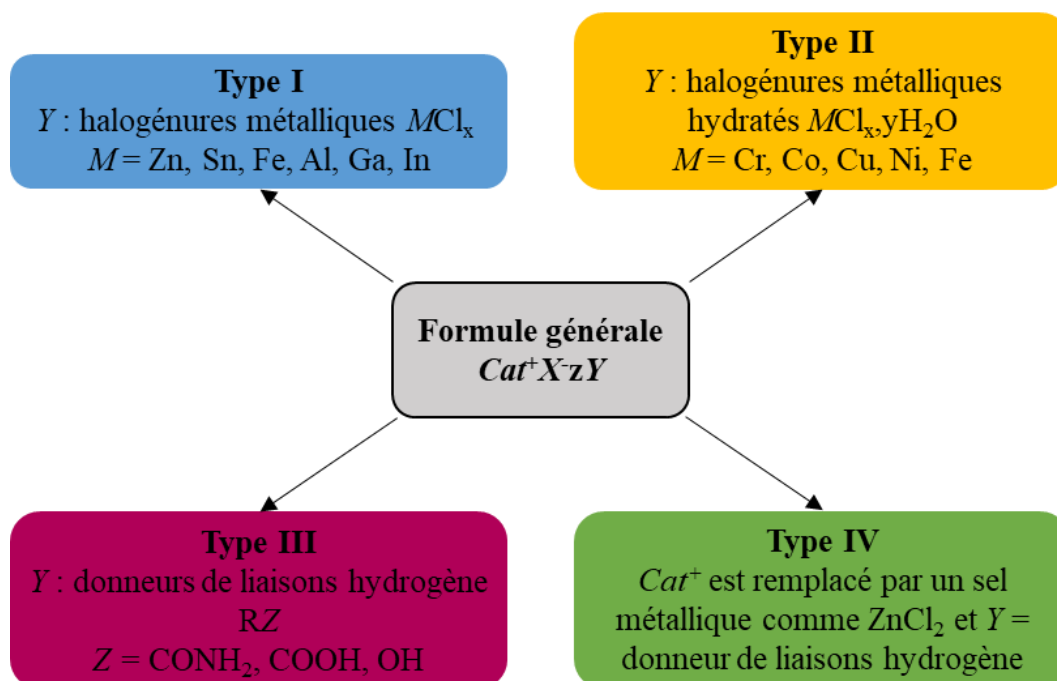 Type I
Y : halogénures métalliques MClₓ
M = Zn, Sn, Fe, Al, Ga, In
Type II
Y : halogénures métalliques
hydratés MClₓ,yH₂O
M = Cr, Co, Cu, Ni, Fe
Formule générale
Cat⁺X⁻zY
Type III
Y : donneurs de liaisons hydrogène
RZ
Z = CONH₂, COOH, OH
Type IV
Cat⁺ est remplacé par un sel
métallique comme ZnCl₂ et Y =
donneur de liaisons hydrogène